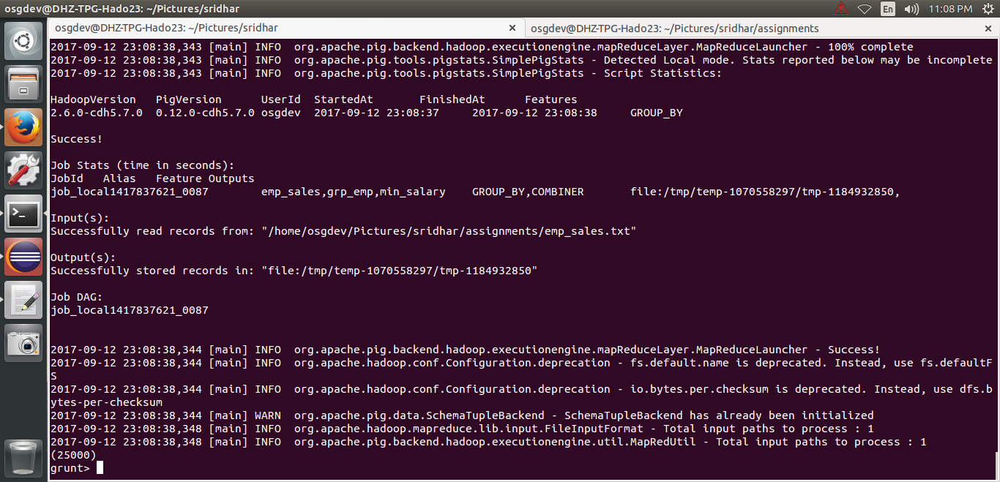 osgdev@DHZ-TPG-Hado23: ~/Pictures/sridhar
En 11:08 PM
osgdev@DHZ-TPG-Hado23: ~/Pictures/sridhar × osgdev@DHZ-TPG-Hado23: ~/Pictures/sridhar/assignments ×
2017-09-12 23:08:38,343 [main] INFO  org.apache.pig.backend.hadoop.executionengine.mapReduceLayer.MapReduceLauncher - 100% complete
2017-09-12 23:08:38,343 [main] INFO  org.apache.pig.tools.pigstats.SimplePigStats - Detected Local mode. Stats reported below may be incomplete
2017-09-12 23:08:38,343 [main] INFO  org.apache.pig.tools.pigstats.SimplePigStats - Script Statistics:
HadoopVersion   PigVersion      UserId  StartedAt       FinishedAt      Features
2.6.0-cdh5.7.0  0.12.0-cdh5.7.0 osgdev  2017-09-12 23:08:37     2017-09-12 23:08:38     GROUP_BY
Success!
Job Stats (time in seconds):
JobId   Alias   Feature Outputs
job_local1417837621_0087        emp_sales,grp_emp,min_salary    GROUP_BY,COMBINER       file:/tmp/temp-1070558297/tmp-1184932850,
Input(s):
Successfully read records from: "/home/osgdev/Pictures/sridhar/assignments/emp_sales.txt"
Output(s):
Successfully stored records in: "file:/tmp/temp-1070558297/tmp-1184932850"
Job DAG:
job_local1417837621_0087
2017-09-12 23:08:38,344 [main] INFO  org.apache.pig.backend.hadoop.executionengine.mapReduceLayer.MapReduceLauncher - Success!
2017-09-12 23:08:38,344 [main] INFO  org.apache.hadoop.conf.Configuration.deprecation - fs.default.name is deprecated. Instead, use fs.defaultF
S
2017-09-12 23:08:38,344 [main] INFO  org.apache.hadoop.conf.Configuration.deprecation - io.bytes.per.checksum is deprecated. Instead, use dfs.b
ytes-per-checksum
2017-09-12 23:08:38,344 [main] WARN  org.apache.pig.data.SchemaTupleBackend - SchemaTupleBackend has already been initialized
2017-09-12 23:08:38,348 [main] INFO  org.apache.hadoop.mapreduce.lib.input.FileInputFormat - Total input paths to process : 1
2017-09-12 23:08:38,348 [main] INFO  org.apache.pig.backend.hadoop.executionengine.util.MapRedUtil - Total input paths to process : 1
(25000)
grunt>